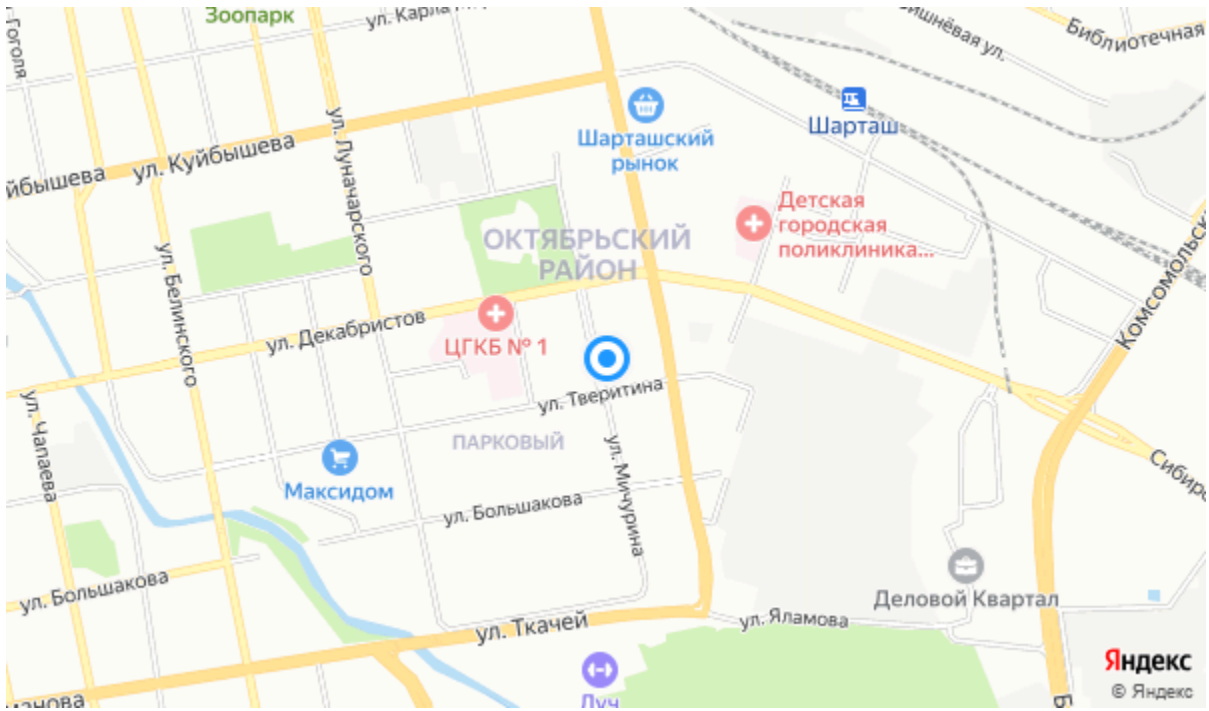 Зоопарк
ул. Карла
Гоголя
Вишнёвая ул.
Библиотечная
ул. Куйбышева
йбышева
ул. Луначарского
Шарташский
рынок
Шарташ
Детская
городская
поликлиника...
ОКТЯБРЬСКИЙ
РАЙОН
ул. Белинского
ул. Декабристов
ЦГКБ № 1
Комсомольск
ул. Тверитина
ПАРКОВЫЙ
ул. Чапаева
Максидом
ул. Мичурина
ул. Большакова
Сибирс
ул. Большакова
Деловой Квартал
ул. Ткачей
ул. Яламова
Луч
манова
Б
Яндекс
© Яндекс